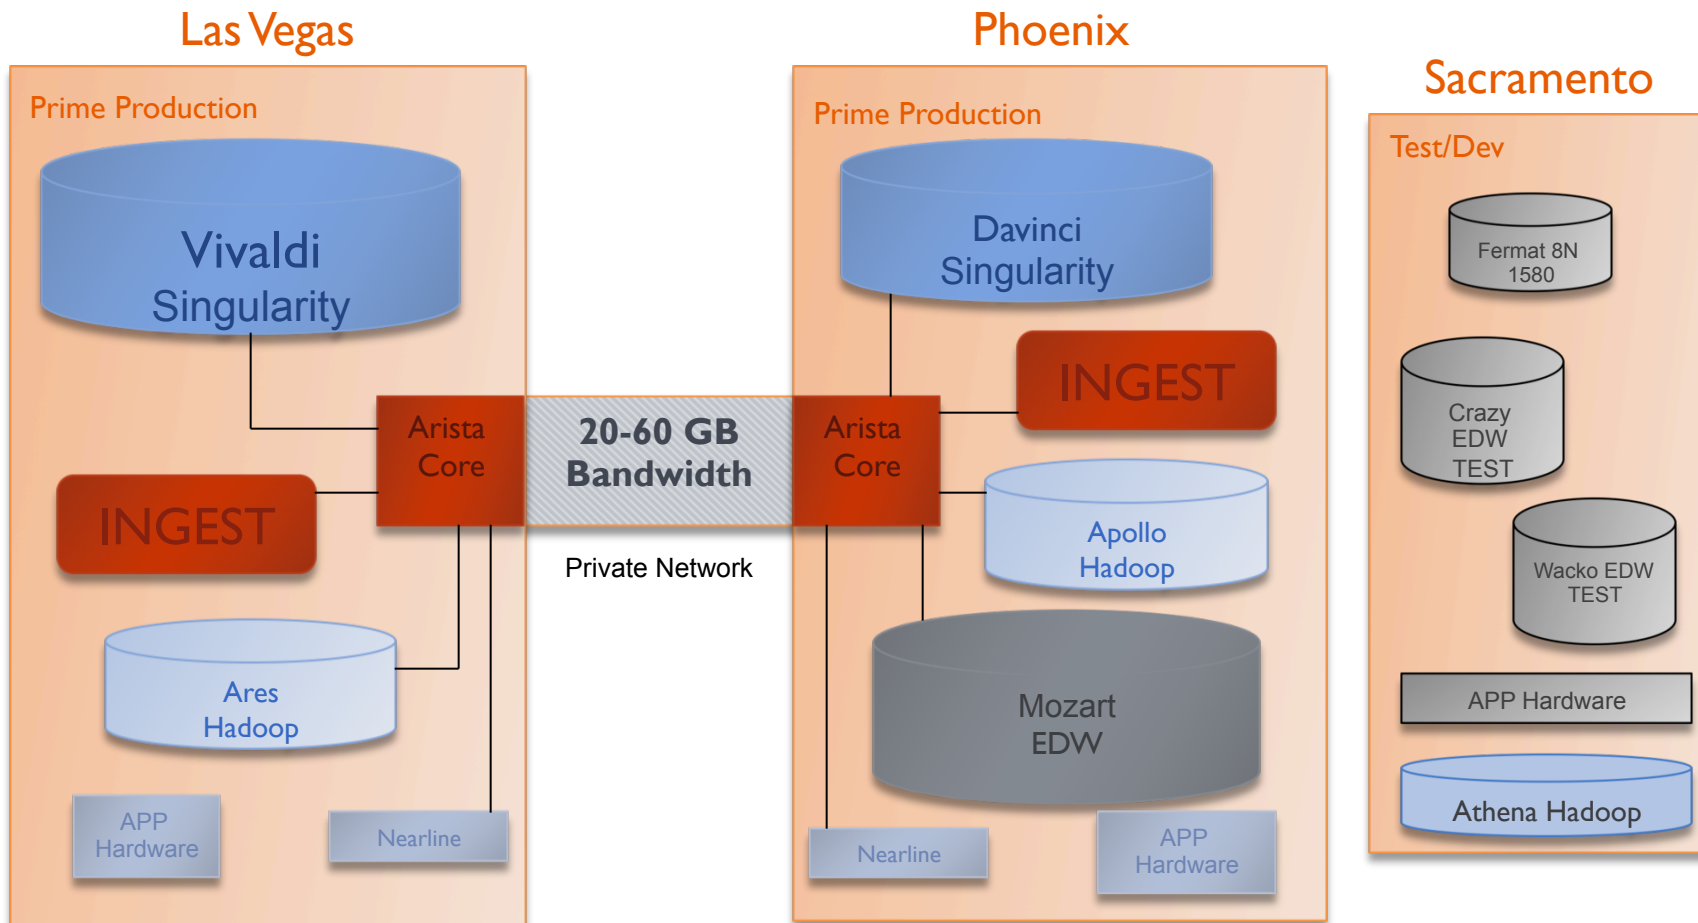 Las Vegas
Prime Production
Vivaldi
Singularity
Arista
Core
INGEST
Ares
Hadoop
APP
Hardware
Nearline
20-60 GB
Bandwidth
Private Network
Phoenix
Prime Production
Davinci
Singularity
INGEST
Arista
Core
Apollo
Hadoop
Mozart
EDW
Nearline
APP
Hardware
Sacramento
Test/Dev
Fermat 8N
1580
Crazy
EDW
TEST
Wacko EDW
TEST
APP Hardware
Athena Hadoop